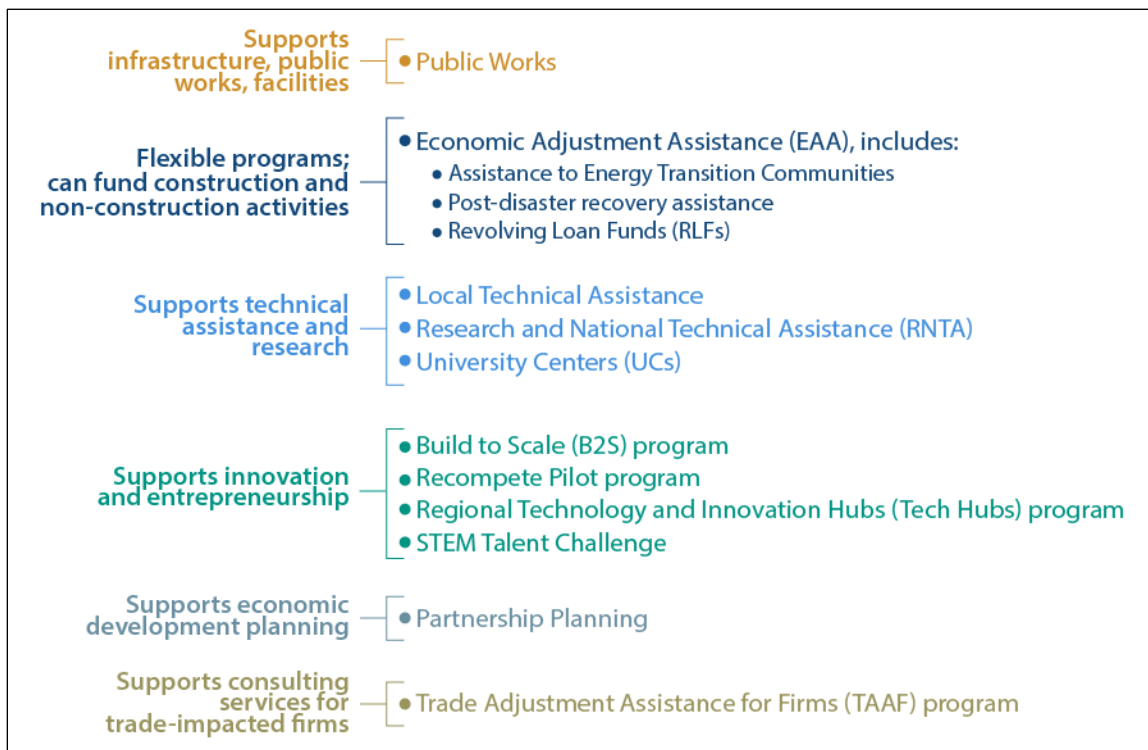 Supports
infrastructure, public
works, facilities
• Public Works
Flexible programs;
can fund construction and
non-construction activities
• Economic Adjustment Assistance (EAA), includes:
• Assistance to Energy Transition Communities
• Post-disaster recovery assistance
• Revolving Loan Funds (RLFs)
Supports technical
assistance and
research
• Local Technical Assistance
• Research and National Technical Assistance (RNTA)
• University Centers (UCs)
Supports innovation
and entrepreneurship
• Build to Scale (B2S) program
• Recompete Pilot program
• Regional Technology and Innovation Hubs (Tech Hubs) program
• STEM Talent Challenge
Supports economic
development planning
• Partnership Planning
Supports consulting
services for
trade-impacted firms
• Trade Adjustment Assistance for Firms (TAAF) program